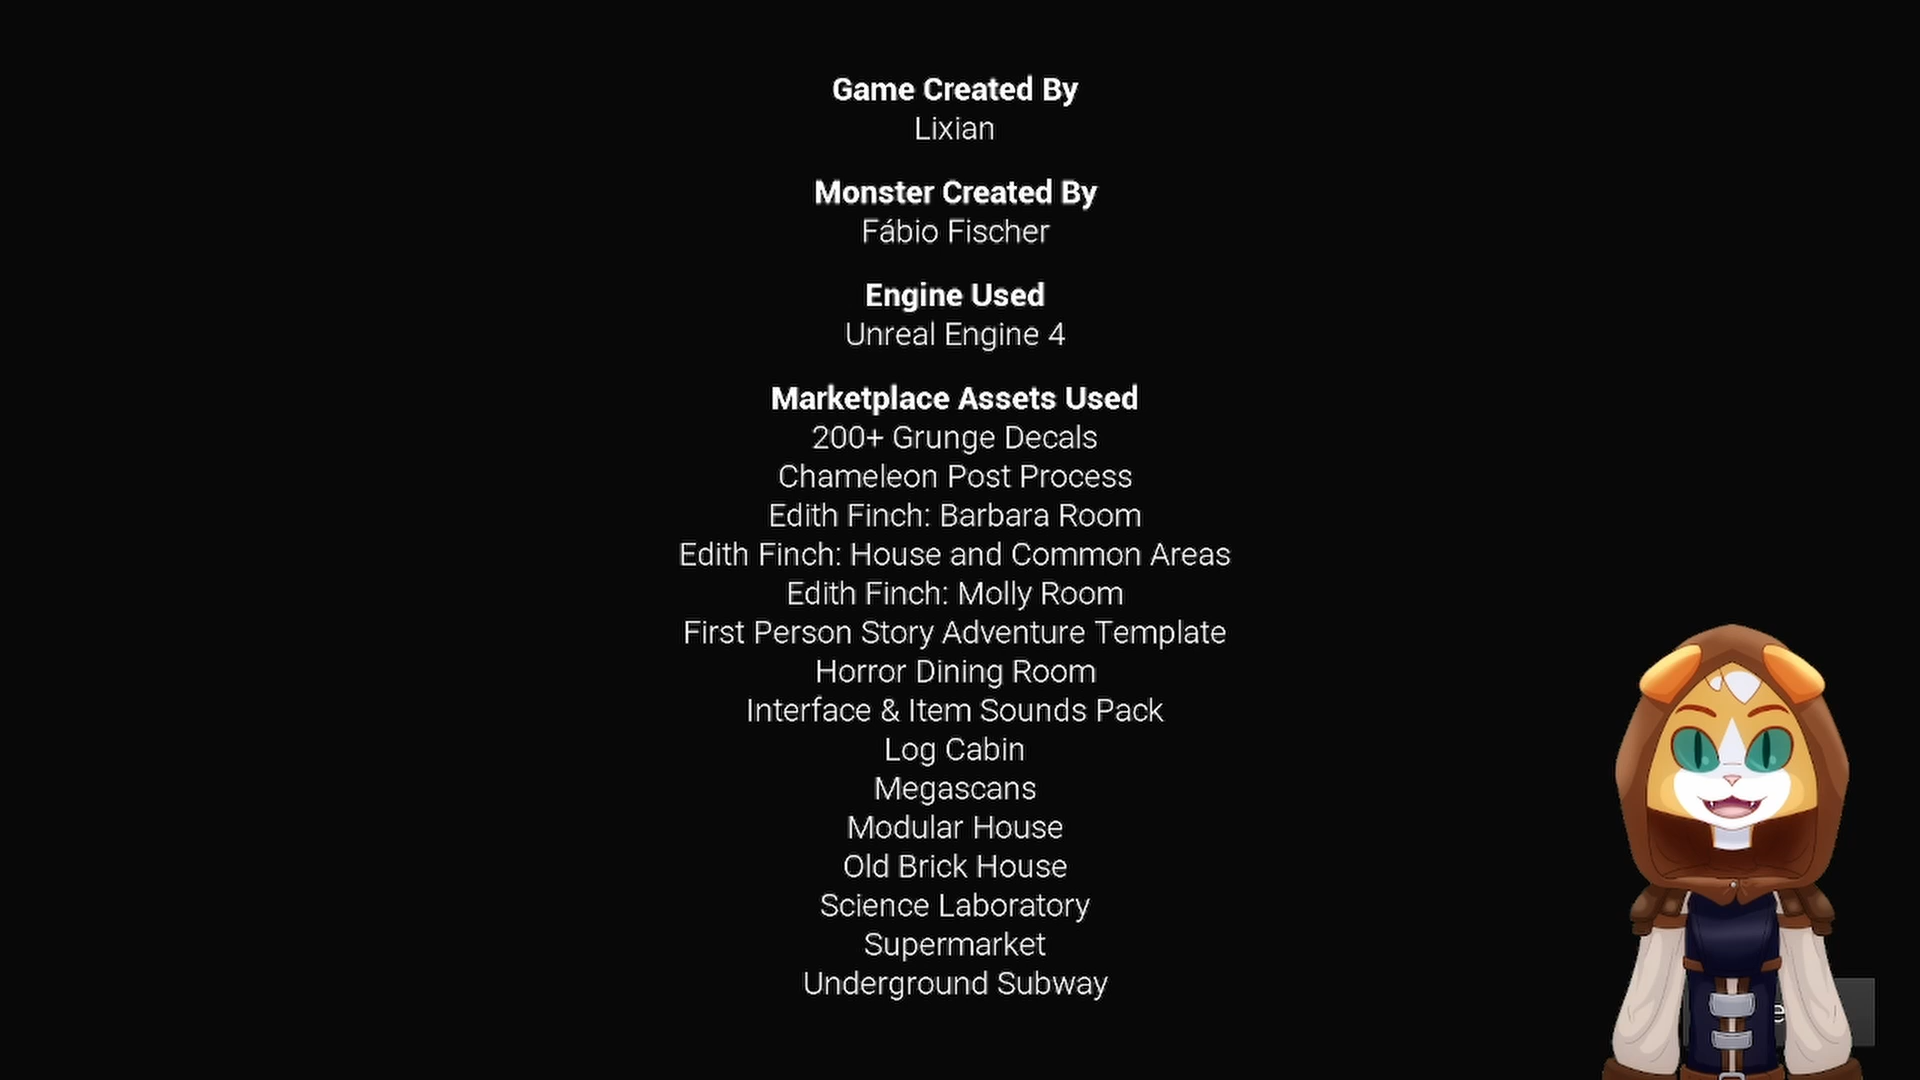 Game Created By
Lixian
Monster Created By
Fábio Fischer
Engine Used
Unreal Engine 4
Marketplace Assets Used
200+ Grunge Decals
Chameleon Post Process
Edith Finch: Barbara Room
Edith Finch: House and Common Areas
Edith Finch: Molly Room
First Person Story Adventure Template
Horror Dining Room
Interface & Item Sounds Pack
Log Cabin
Megascans
Modular House
Old Brick House
Science Laboratory
Supermarket
Underground Subway